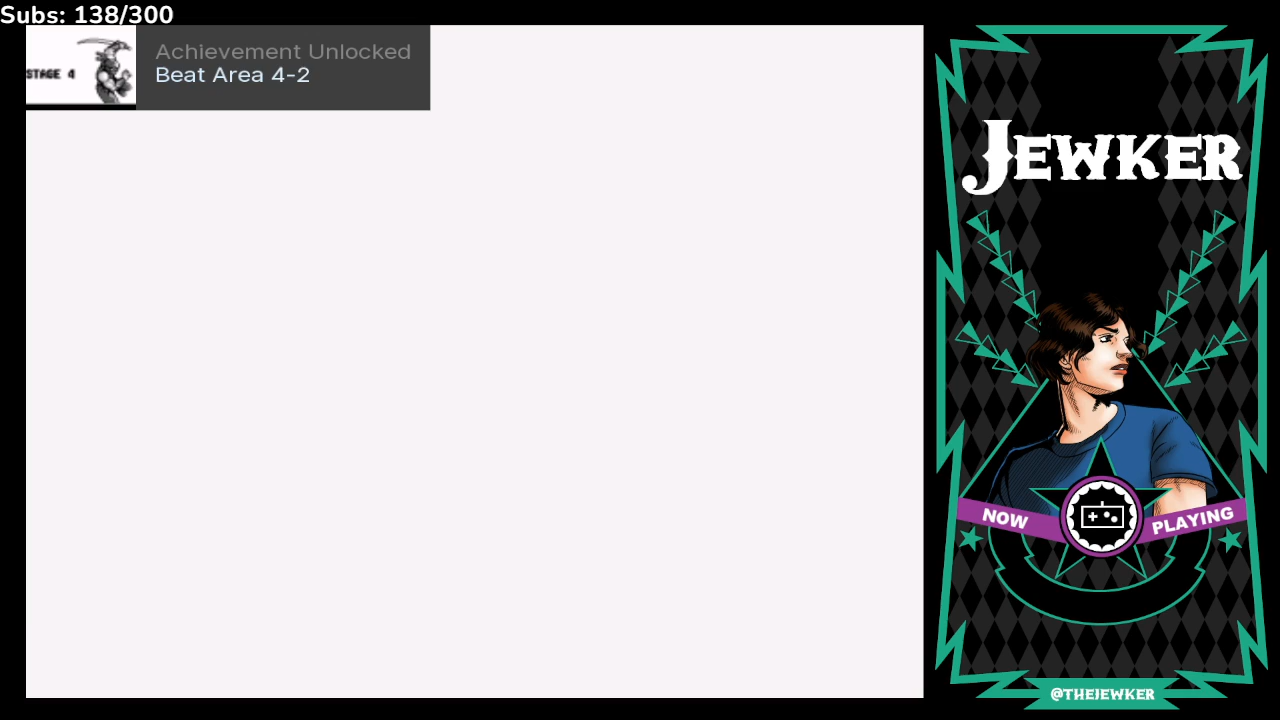 Subs: 138/300
STAGE 4
Achievement Unlocked
Beat Area 4-2
JEWKER
NOW PLAYING
@THEJEWKER